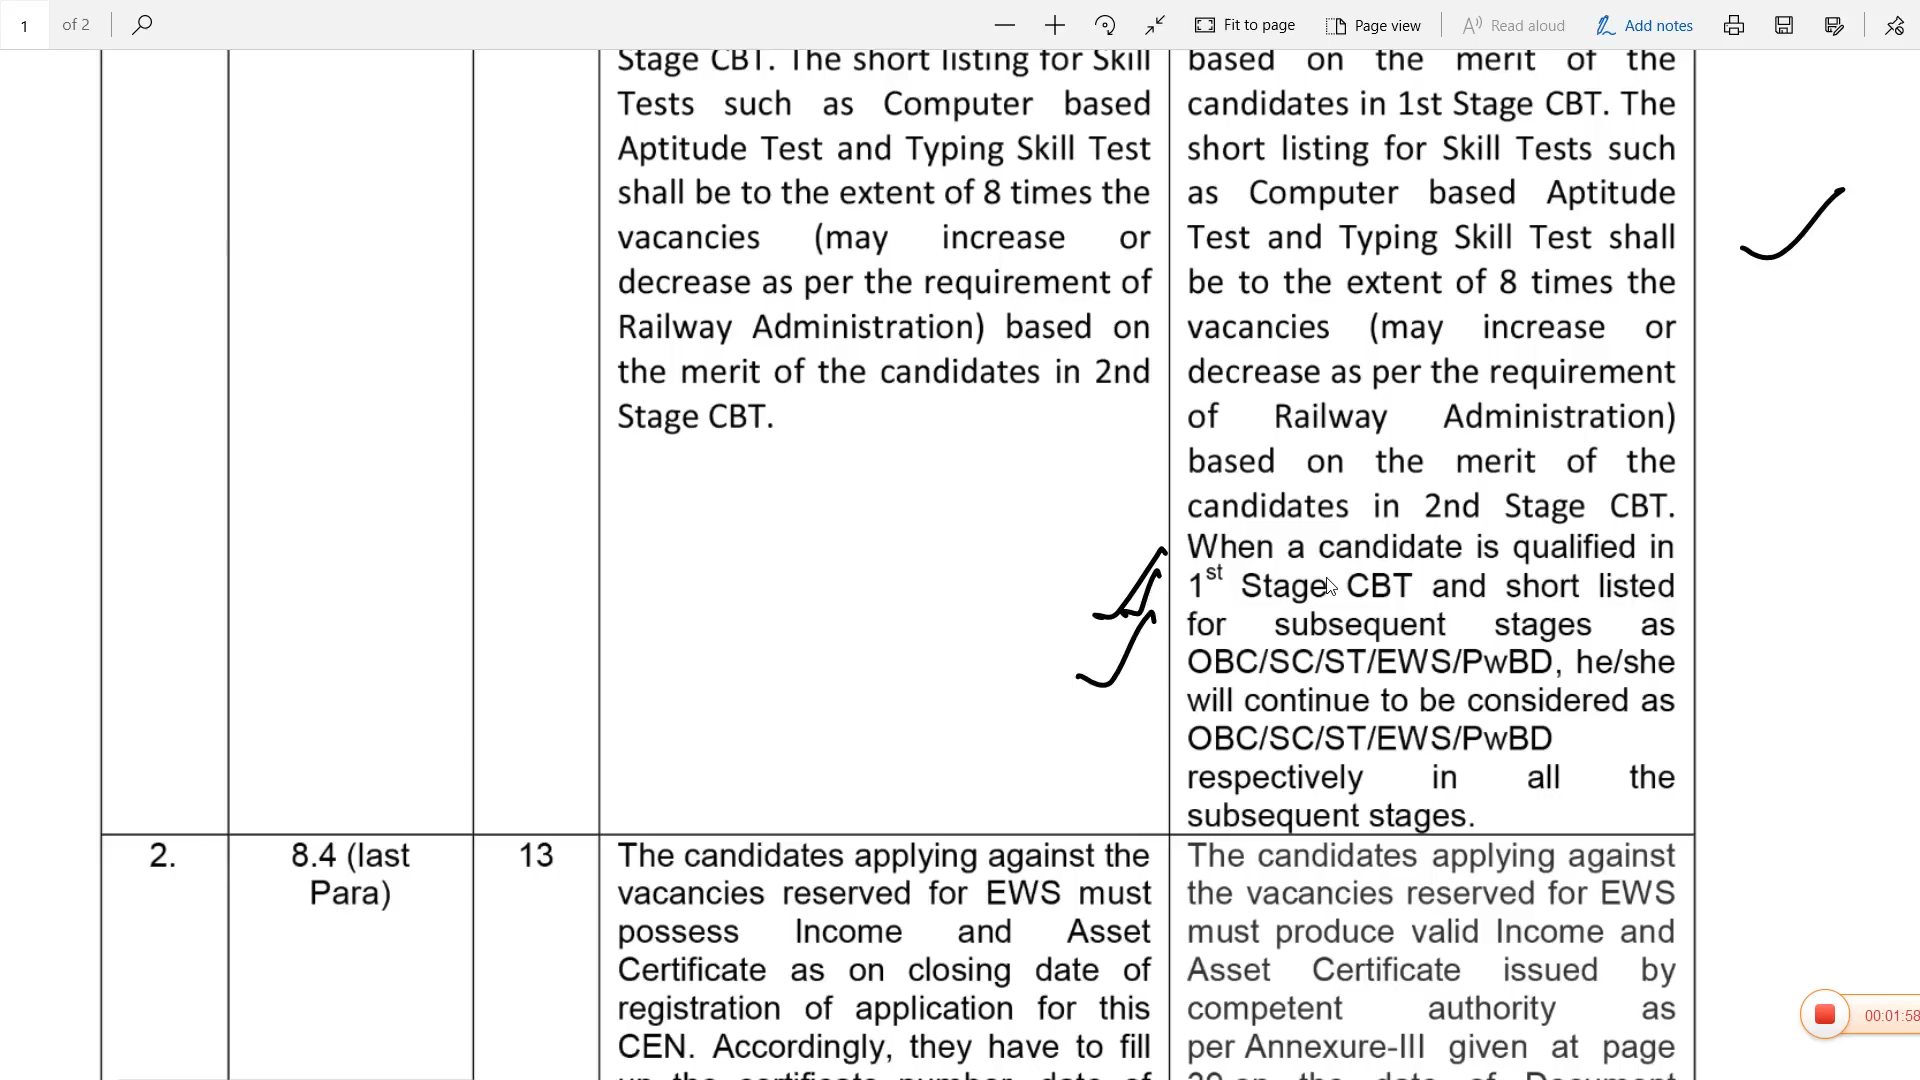 1 of 2 Fit to page Page view Read aloud Add notes
Stage CBT. The short listing for Skill
Tests such as Computer based
Aptitude Test and Typing Skill Test
shall be to the extent of 8 times the
vacancies (may increase or
decrease as per the requirement of
Railway Administration) based on
the merit of the candidates in 2nd
Stage CBT.
based on the merit of the
candidates in 1st Stage CBT. The
short listing for Skill Tests such
as Computer based Aptitude
Test and Typing Skill Test shall
be to the extent of 8 times the
vacancies (may increase or
decrease as per the requirement
of Railway Administration)
based on the merit of the
candidates in 2nd Stage CBT.
When a candidate is qualified in
1st Stage CBT and short listed
for subsequent stages as
OBC/SC/ST/EWS/PwBD, he/she
will continue to be considered as
OBC/SC/ST/EWS/PwBD
respectively in all the
subsequent stages.
2.
8.4 (last
Para)
13
The candidates applying against the
vacancies reserved for EWS must
possess Income and Asset
Certificate as on closing date of
registration of application for this
CEN. Accordingly, they have to fill
up the certificate number, date of
The candidates applying against
the vacancies reserved for EWS
must produce valid Income and
Asset Certificate issued by
competent authority as
per Annexure-III given at page
on the date of Document
00:01:58